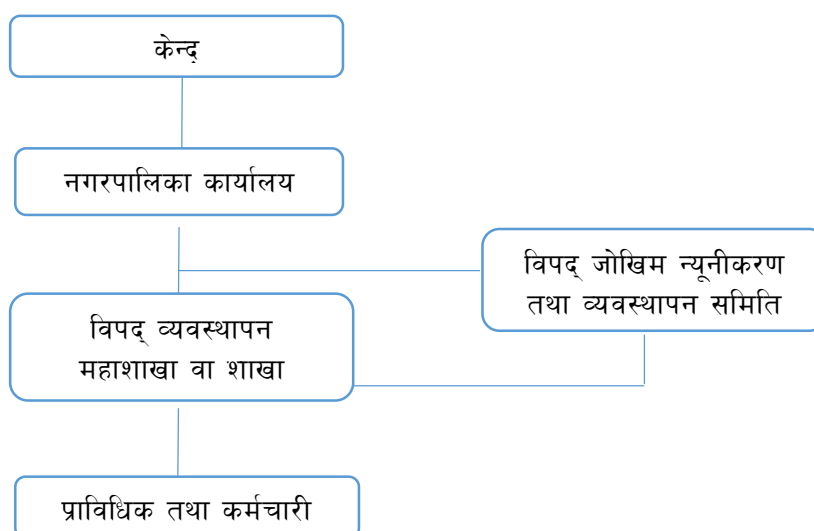 केन्द्
नगरपालिका कार्यालय
विपद् जोखिम न्यूनीकरण
तथा व्यवस्थापन समिति
विपद् व्यवस्थापन
महाशाखा वा शाखा
प्राविधिक तथा कर्मचारी